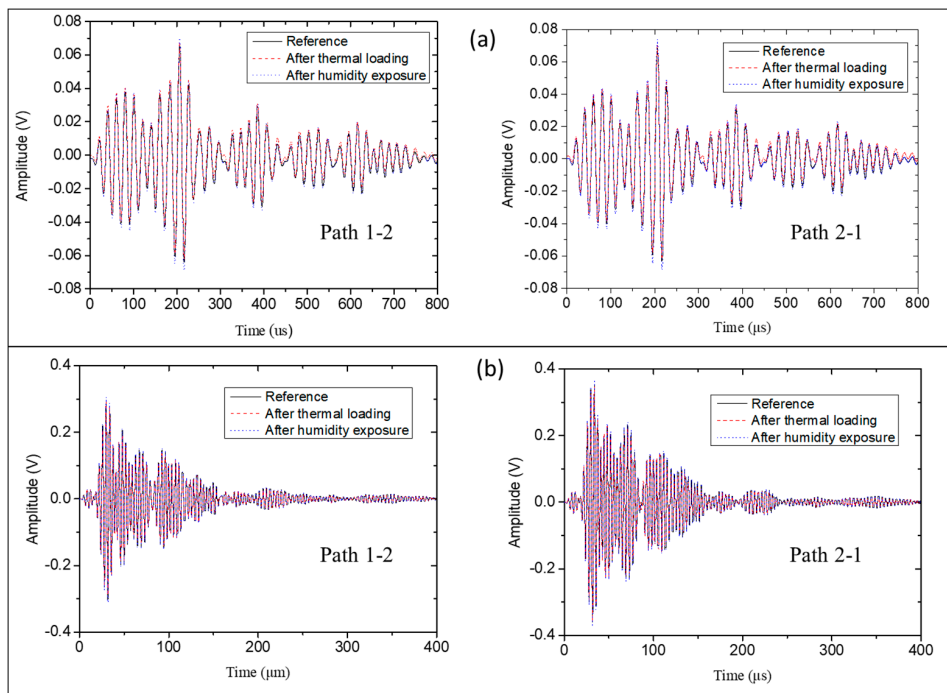 (a)
0.08
0.06
0.04
0.02
0.00
-0.02
-0.04
-0.06
-0.08
Amplitude (V)
Reference
After thermal loading
After humidity exposure
Path 1-2
0 100 200 300 400 500 600 700 800
Time (us)
0.08
0.06
0.04
0.02
0.00
-0.02
-0.04
-0.06
-0.08
Amplitude (V)
Reference
After thermal loading
After humidity exposure
Path 2-1
0 100 200 300 400 500 600 700 800
Time (μs)
(b)
0.4
0.2
0.0
-0.2
-0.4
Amplitude (V)
Reference
After thermal loading
After humidity exposure
Path 1-2
0 100 200 300 400
Time (μm)
0.4
0.2
0.0
-0.2
-0.4
Amplitude (V)
Reference
After thermal loading
After humidity exposure
Path 2-1
0 100 200 300 400
Time (μs)